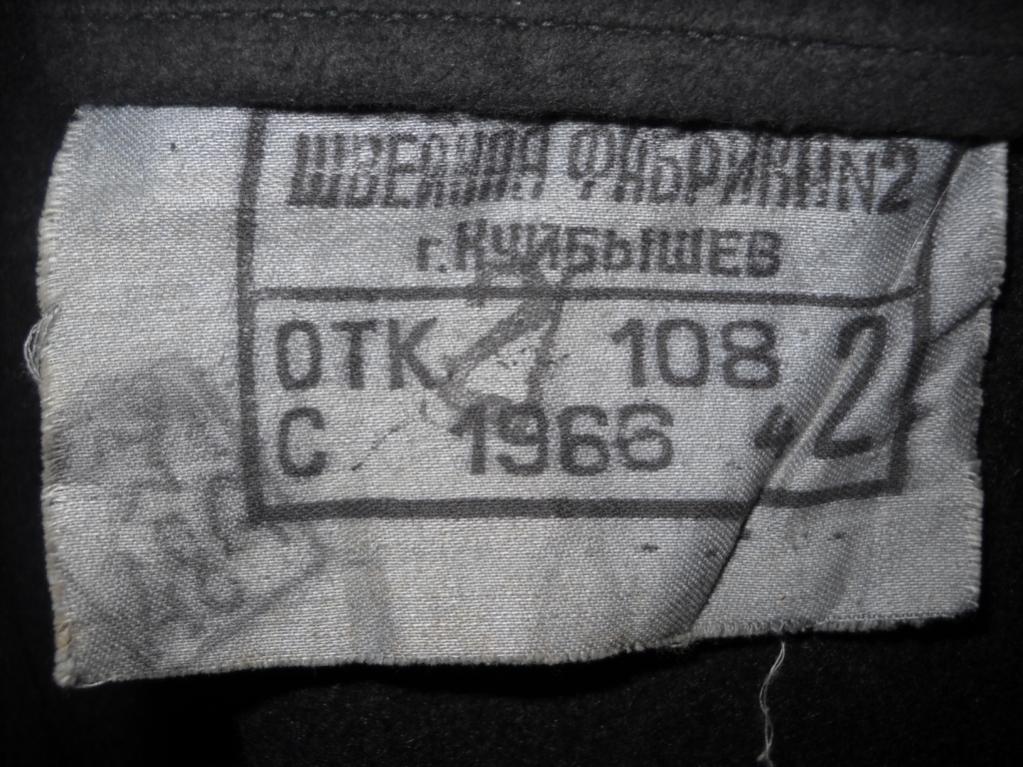 ШВЕЙНАЯ ФАБРИКА N2
г. КУЙБЫШЕВ
ОТК 108 2
С 1966